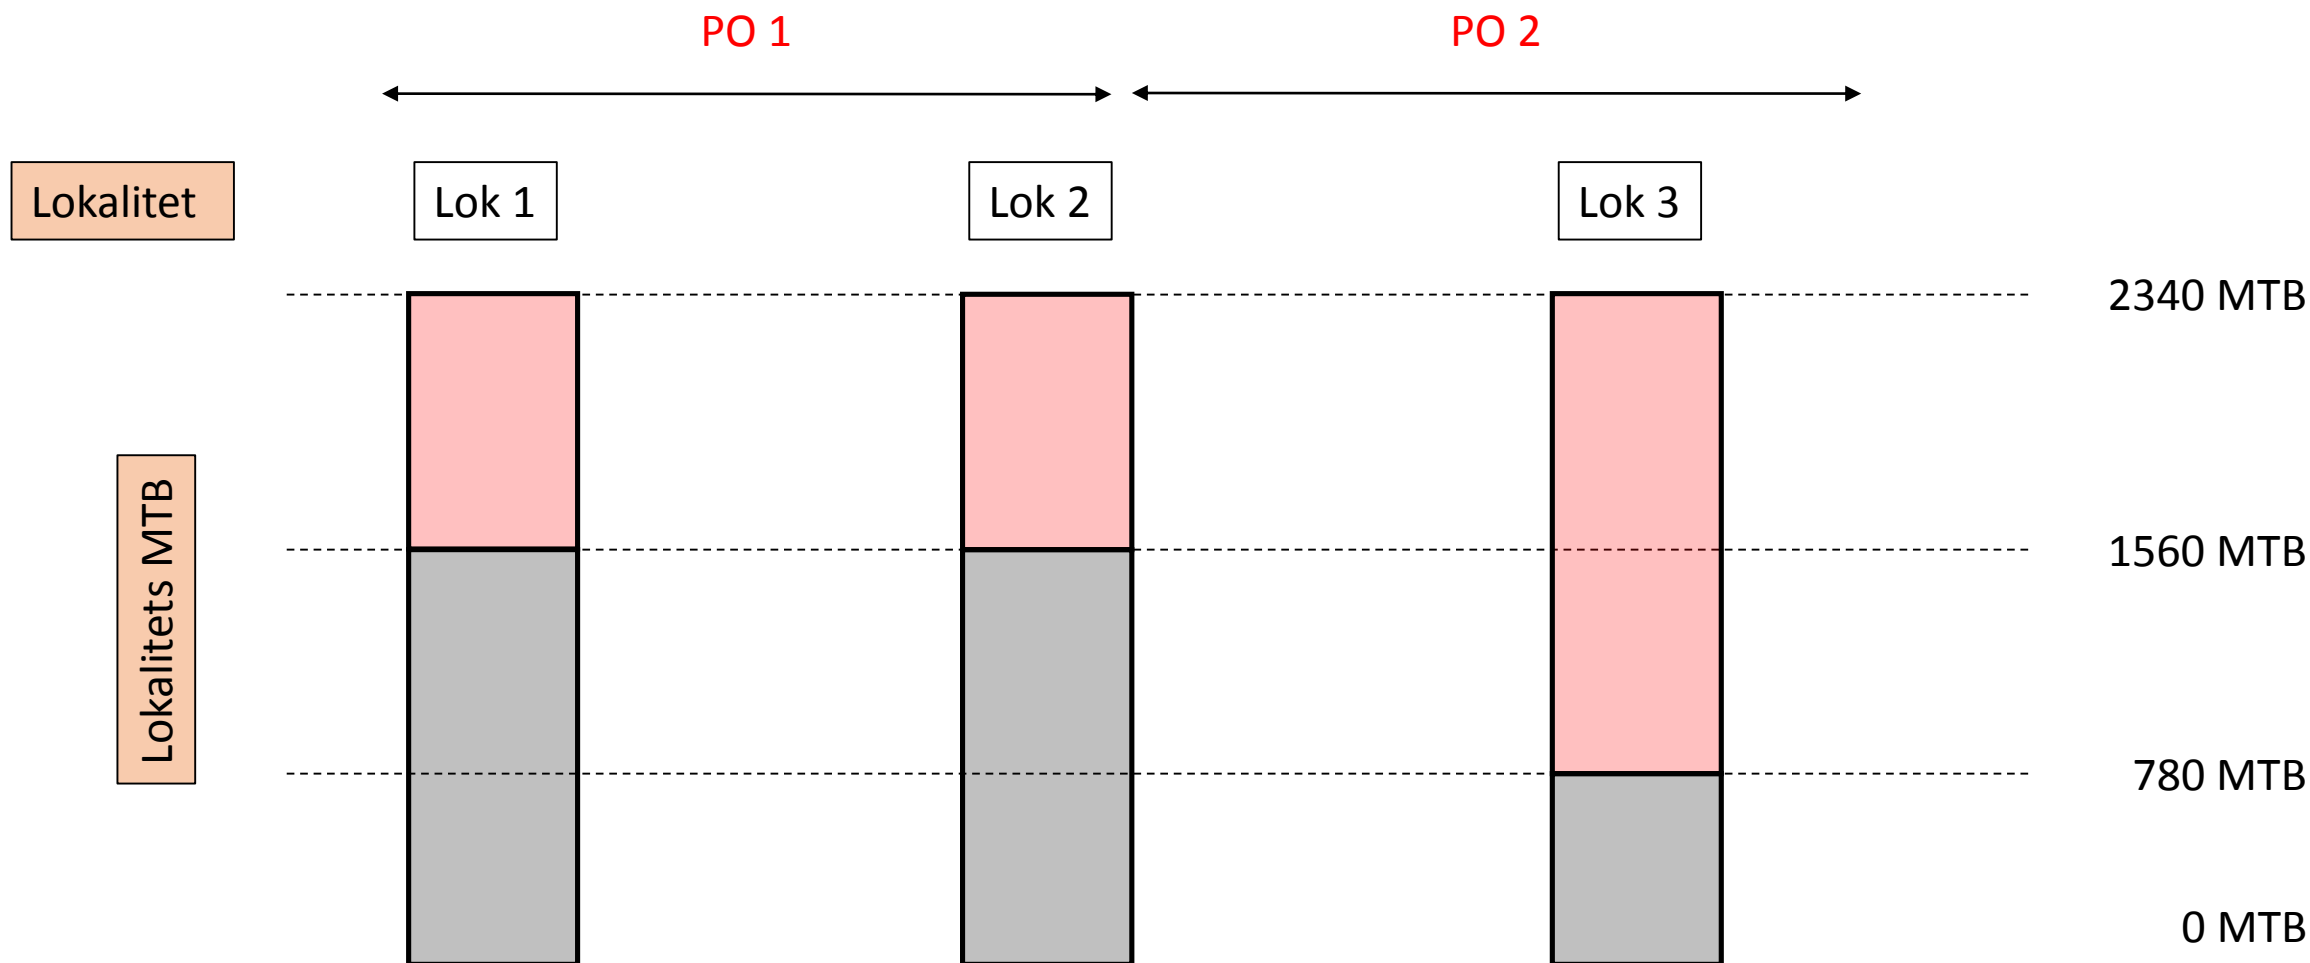 PO 1
PO 2
Lokalitet
Lok 1
Lok 2
Lok 3
2340 MTB
1560 MTB
Lokalitets MTB
780 MTB
0 MTB